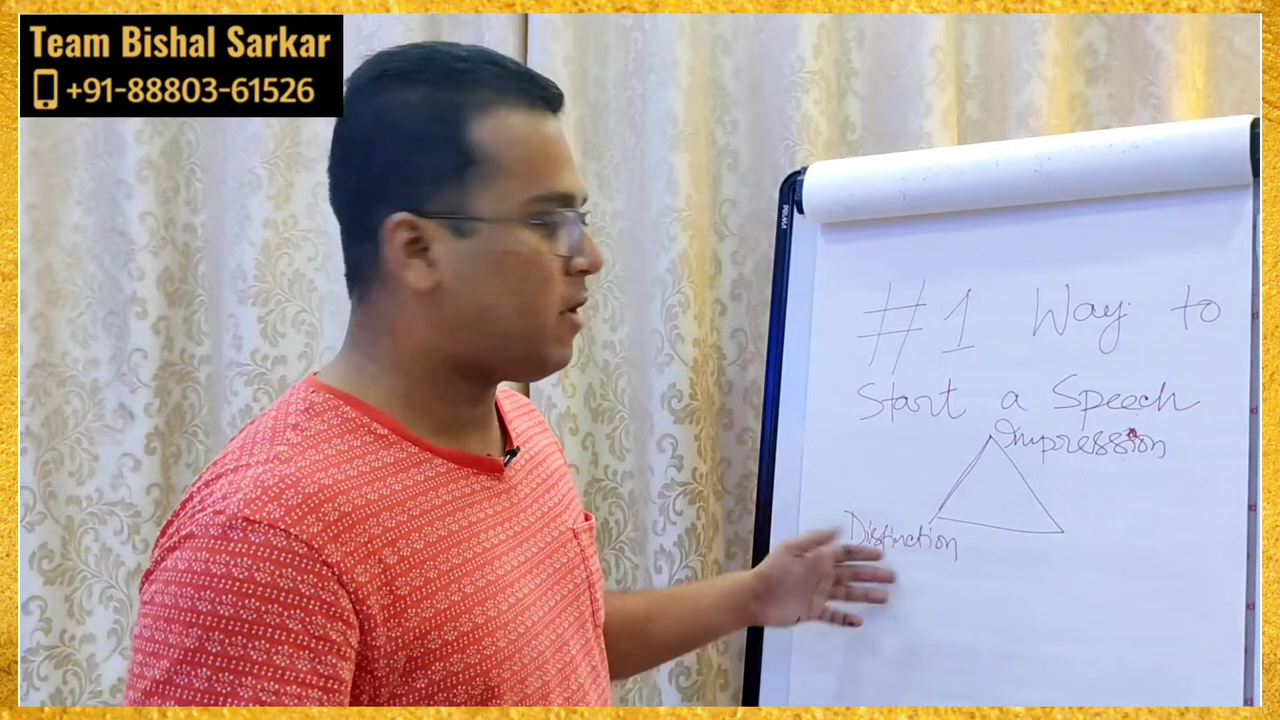 Team Bishal Sarkar
+91-88803-61526
#1 Way to
Start a Speech
Impression
Distinction